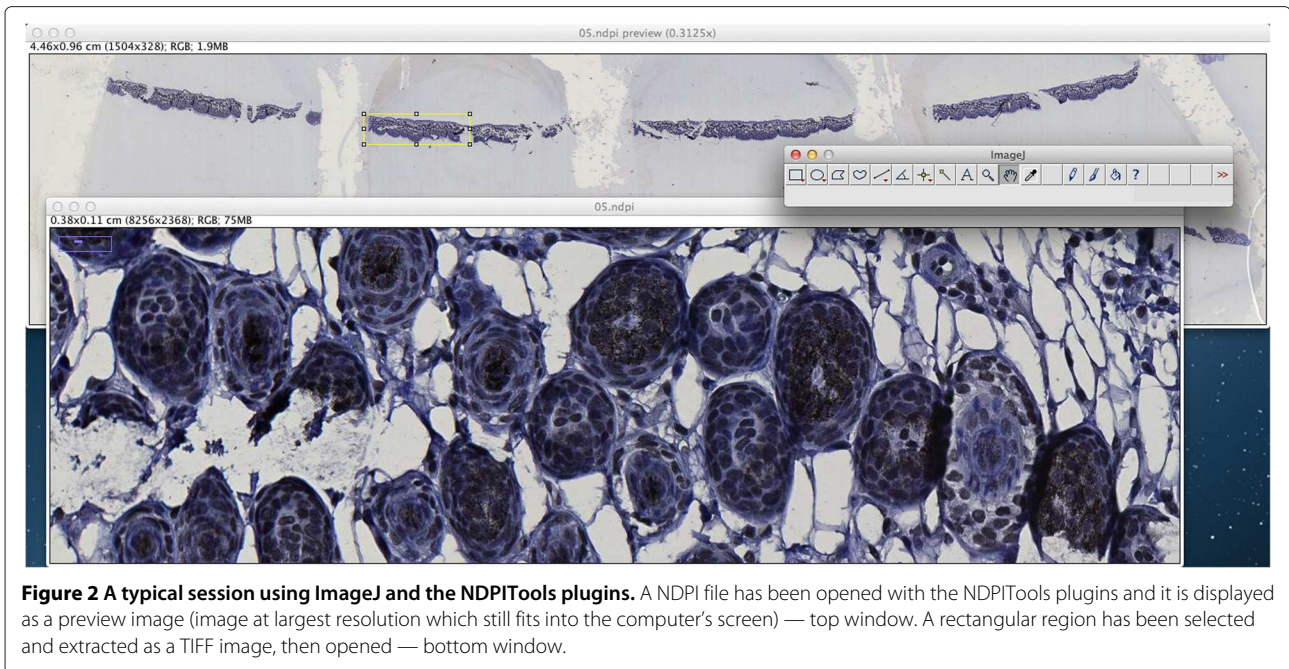 05.ndpi preview (0.3125x)
4.46x0.96 cm (1504x328); RGB; 1.9MB
ImageJ
A ? >>
05.ndpi
0.38x0.11 cm (8256x2368); RGB; 75MB
Figure 2 A typical session using ImageJ and the NDPITools plugins. A NDPI file has been opened with the NDPITools plugins and it is displayed
as a preview image (image at largest resolution which still fits into the computer's screen) — top window. A rectangular region has been selected
and extracted as a TIFF image, then opened — bottom window.